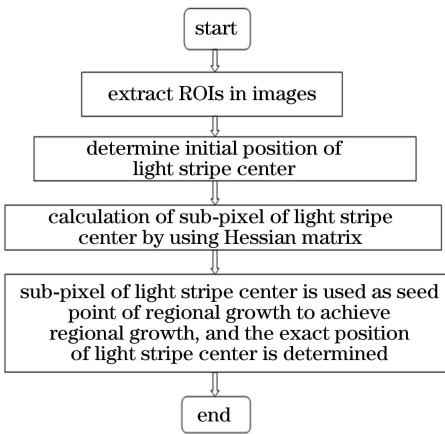 start
extract ROIs in images
determine initial position of
light stripe center
calculation of sub-pixel of light stripe
center by using Hessian matrix
sub-pixel of light stripe center is used as seed
point of regional growth to achieve
regional growth, and the exact position
of light stripe center is determined
end